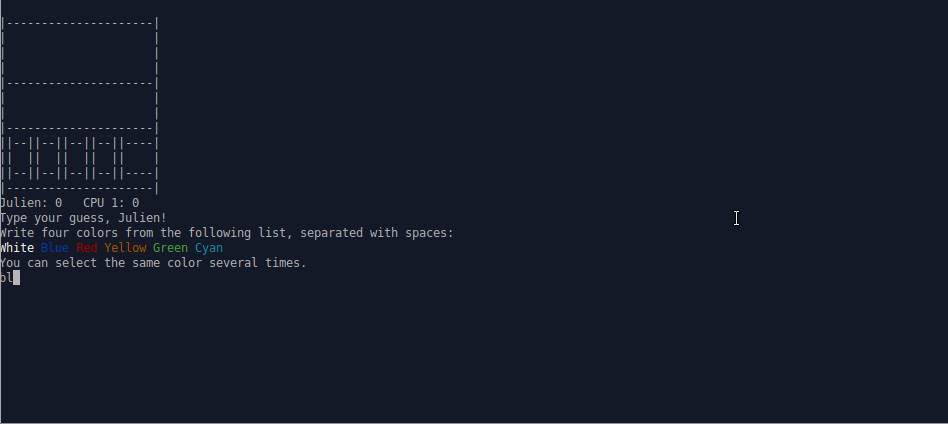 |---------------------|
|                     |
|                     |
|                     |
|---------------------|
|                     |
|                     |
|---------------------|
||--||--||--||--||----|
||  ||  ||  ||  ||    |
||--||--||--||--||----|
|---------------------|
Julien: 0   CPU 1: 0
Type your guess, Julien!
Write four colors from the following list, separated with spaces:
White Blue Red Yellow Green Cyan
You can select the same color several times.
bl